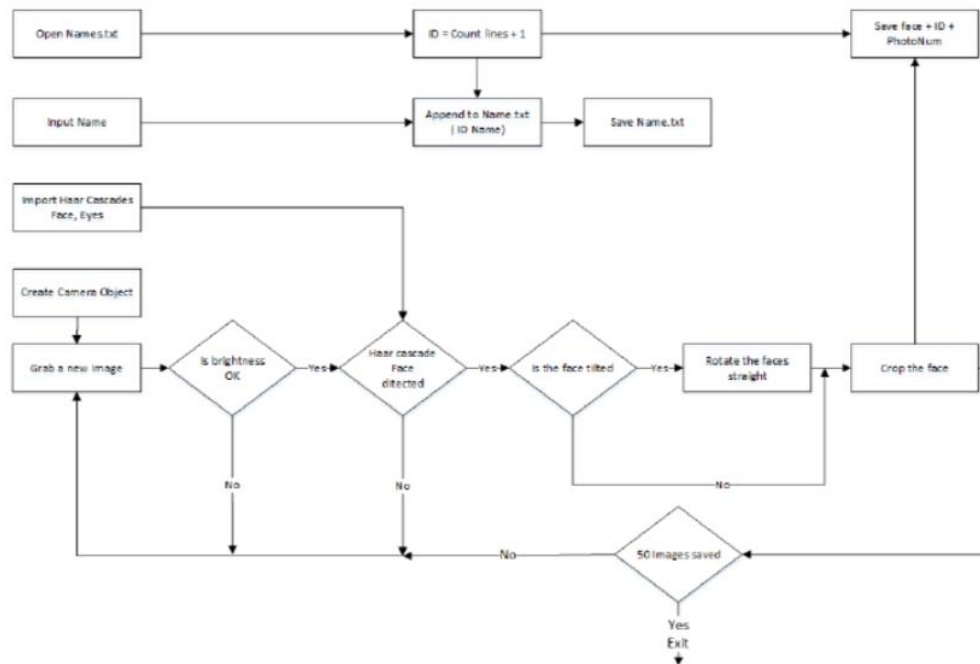 Open Names.txt
ID = Count lines + 1
Save face + ID +
PhotoNum
Input Name
Append to Name.txt
( ID Name)
Save Name.txt
Import Haar Cascades
Face, Eyes
Create Camera Object
Grab a new Image
Is brightness
OK
Yes
Haar cascade
Face
ditected
Yes
Is the face tilted
Yes
Rotate the faces
straight
Crop the face
No
No
No
50 Images saved
No
Yes
Exit